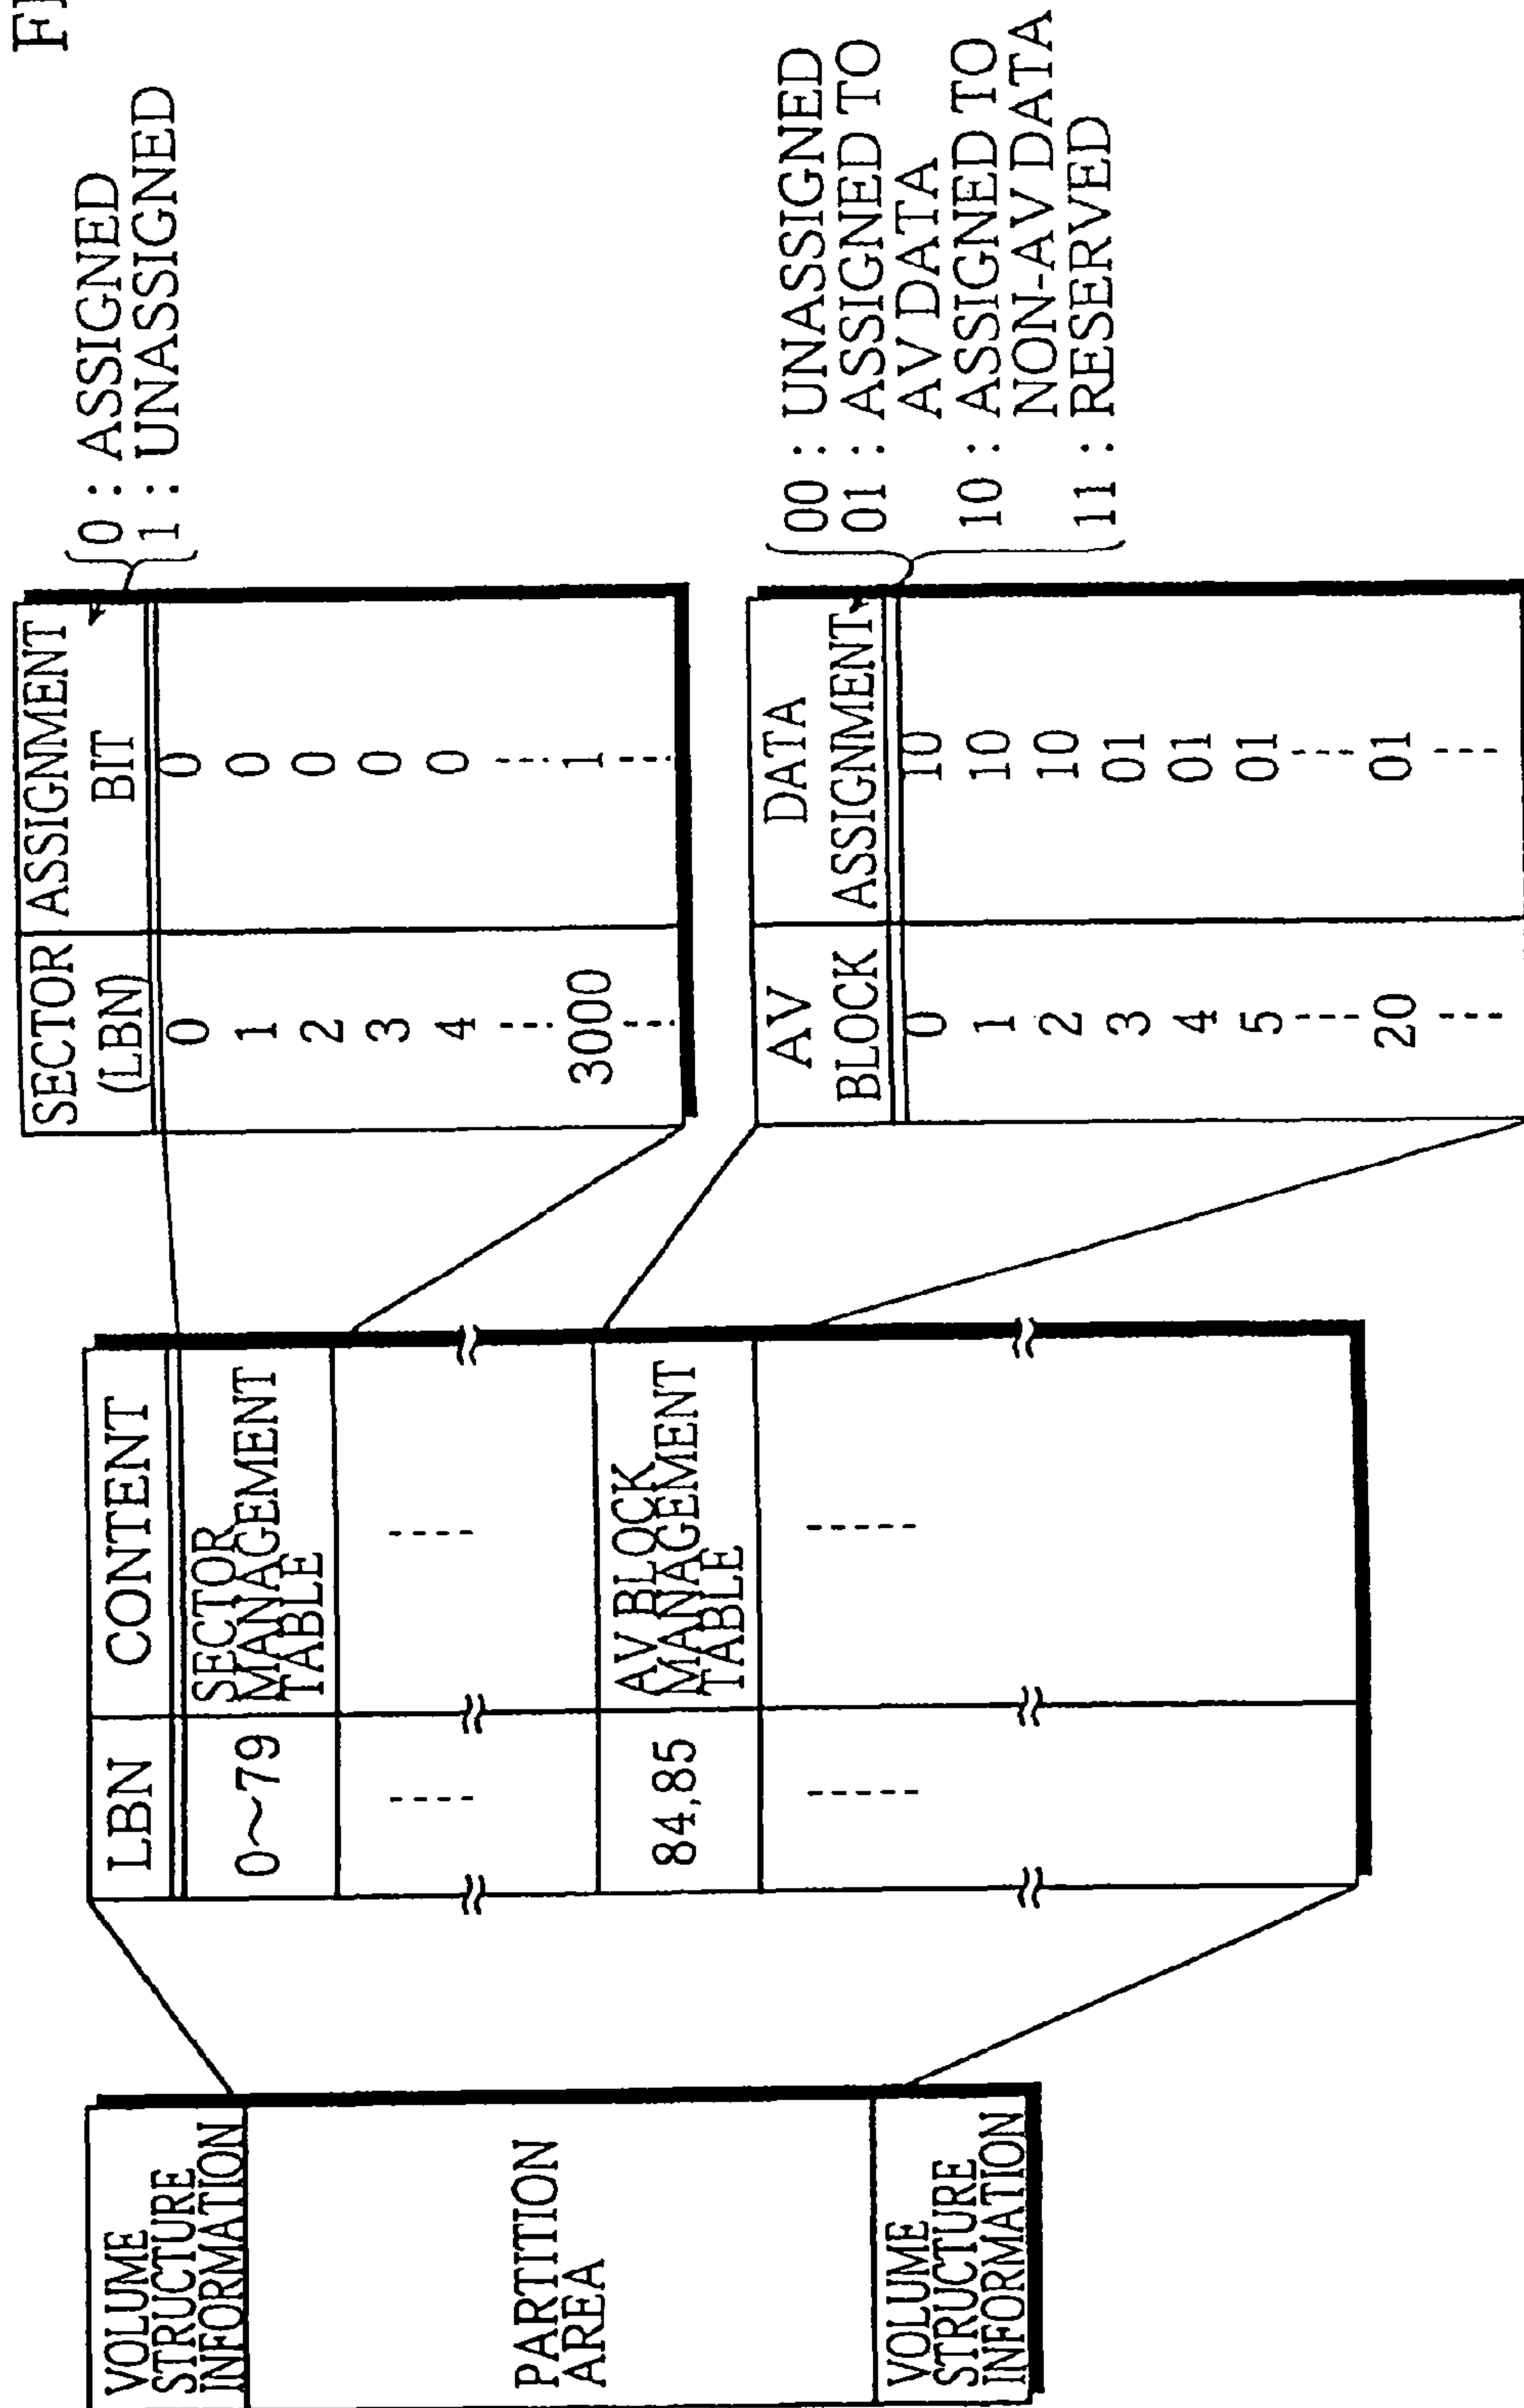 VOLUME
STRUCTURE
INFORMATION
PARTITION
AREA
VOLUME
STRUCTURE
INFORMATION
LBN CONTENT
0~79 SECTOR
MANAGEMENT
TABLE
84,85 AV BLOCK
MANAGEMENT
TABLE
SECTOR ASSIGNMENT
(LBN) BIT
0 0
1 0
2 0
3 0
4 0
3000 1
0 : ASSIGNED
1 : UNASSIGNED
AV DATA
BLOCK ASSIGNMENT
0 10
1 10
2 10
3 01
4 01
5 01
20 01
00 : UNASSIGNED
01 : ASSIGNED TO
AV DATA
10 : ASSIGNED TO
NON-AV DATA
11 : RESERVED